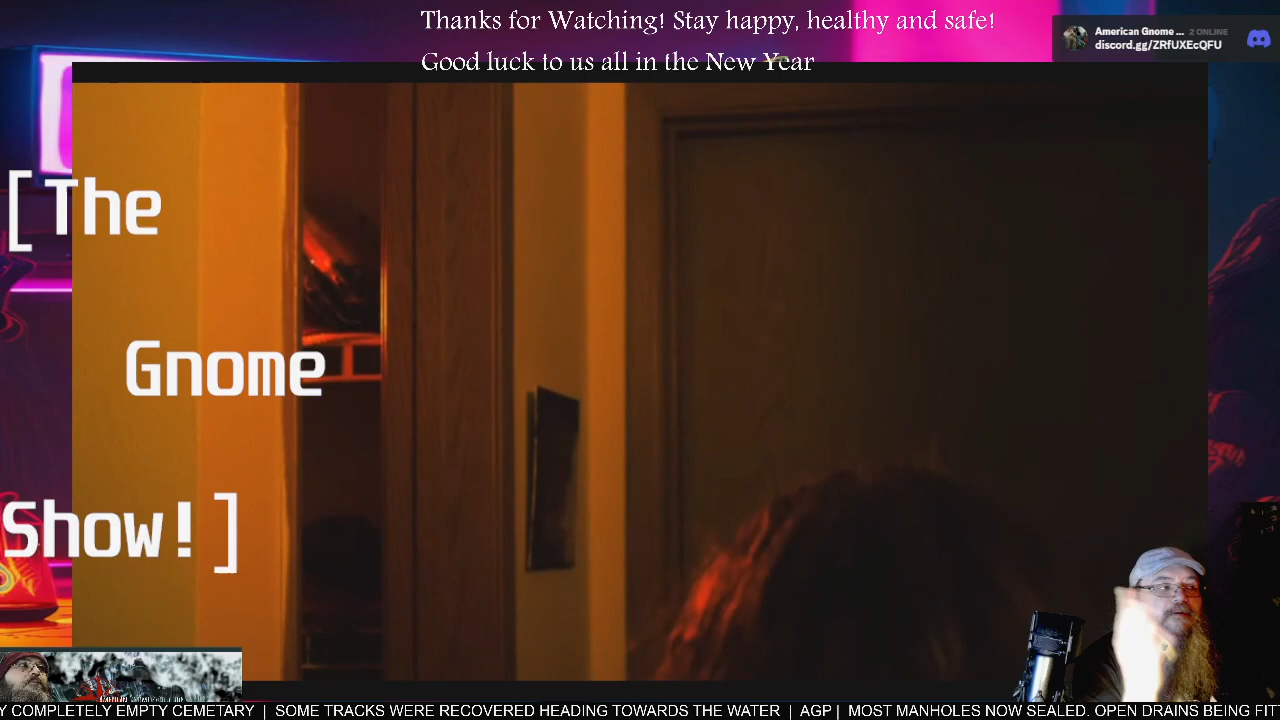 Thanks for Watching! Stay happy, healthy and safe!
Good luck to us all in the New Year
American Gnome ... 2 ONLINE
discord.gg/ZRfUXEcQFU
[The
Gnome
Show!]
Y COMPLETELY EMPTY CEMETARY | SOME TRACKS WERE RECOVERED HEADING TOWARDS THE WATER | AGP | MOST MANHOLES NOW SEALED. OPEN DRAINS BEING FIT